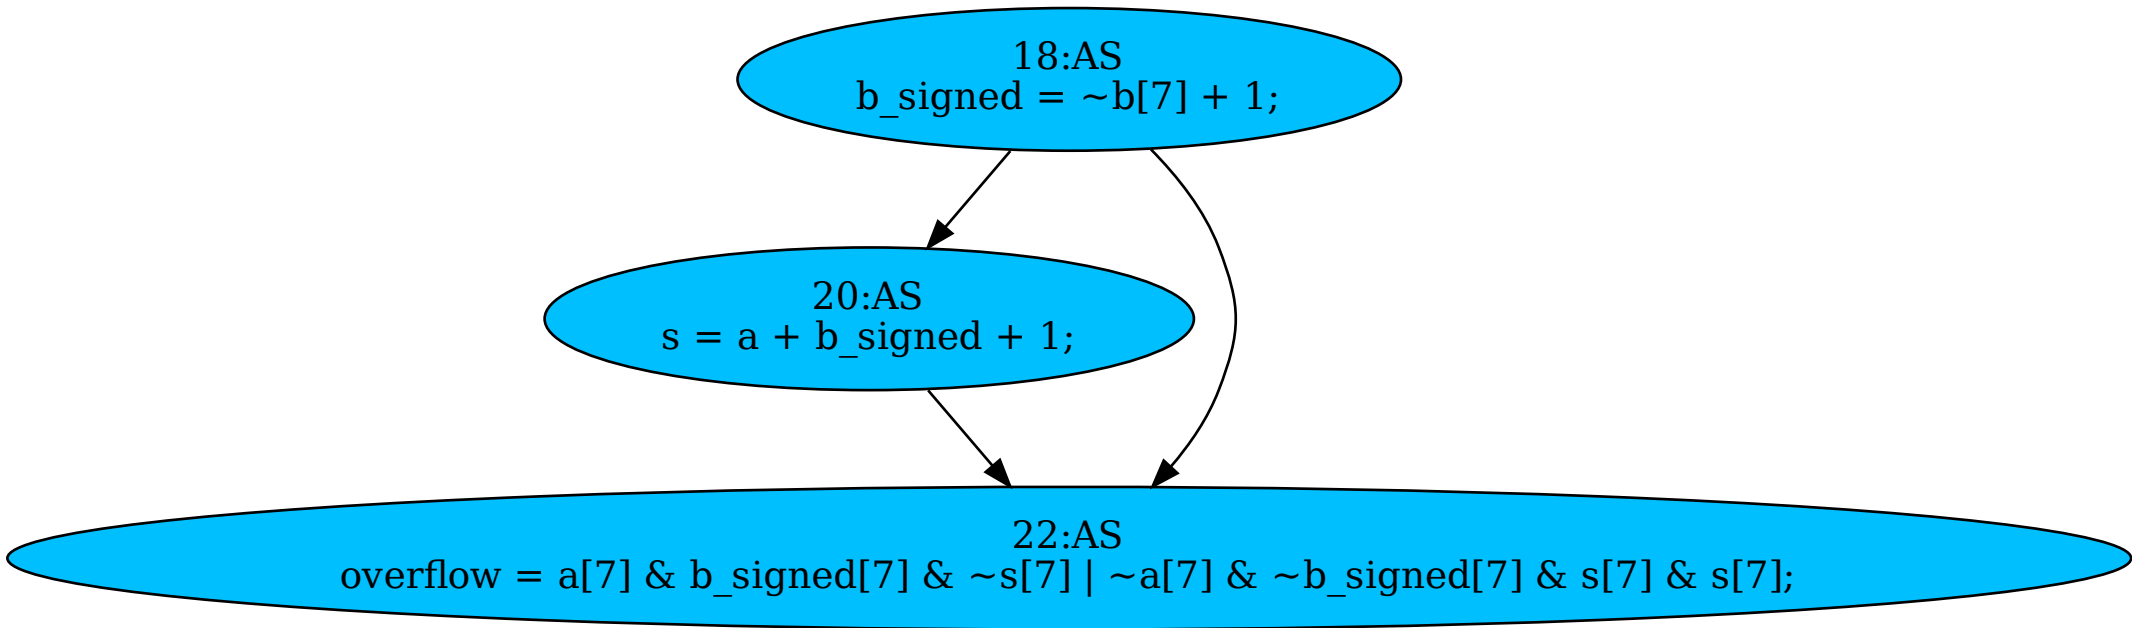 18:AS
b_signed = ~b[7] + 1;
20:AS
s = a + b_signed + 1;
22:AS
overflow = a[7] & b_signed[7] & ~s[7] | ~a[7] & ~b_signed[7] & s[7] & s[7];